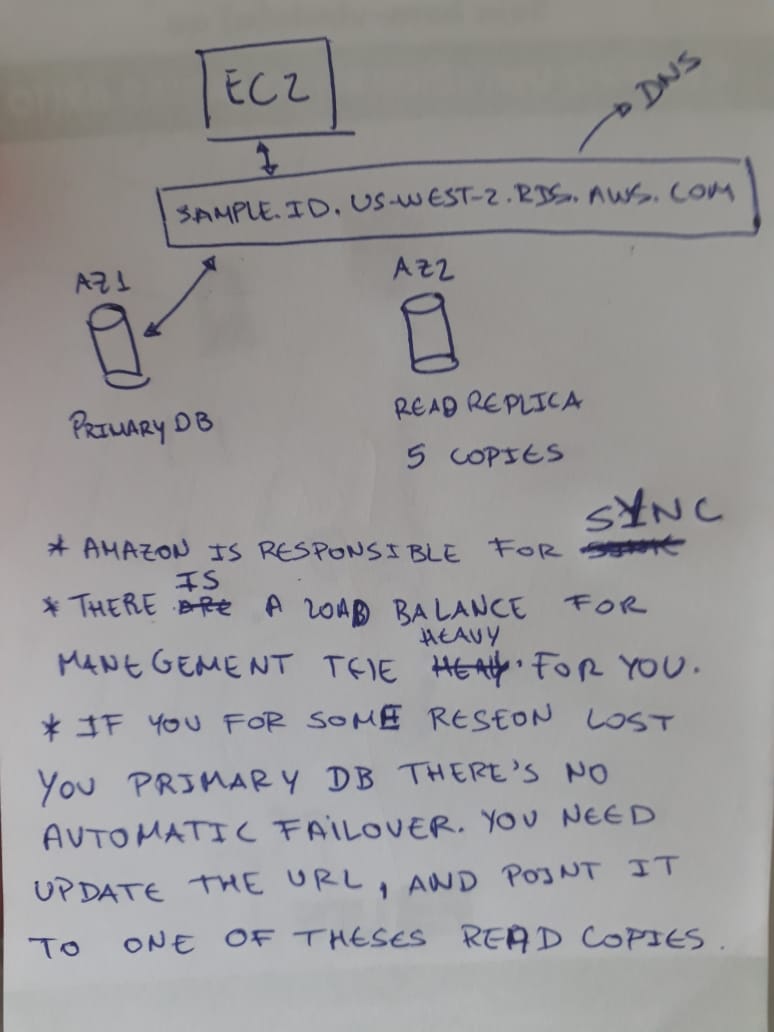 EC2
DNS
SAMPLE.ID.US-WEST-2.RDS.AWS.COM
AZ1
AZ2
PRIMARY DB
READ REPLICA
5 COPIES
* AMAZON IS RESPONSIBLE FOR SYNC
* THERE IS A LOAD BALANCE FOR
MANEGEMENT THE HEAVY. FOR YOU.
* IF YOU FOR SOME RESEON LOST
YOU PRIMARY DB THERE'S NO
AUTOMATIC FAILOVER. YOU NEED
UPDATE THE URL, AND POINT IT
TO ONE OF THESES READ COPIES.